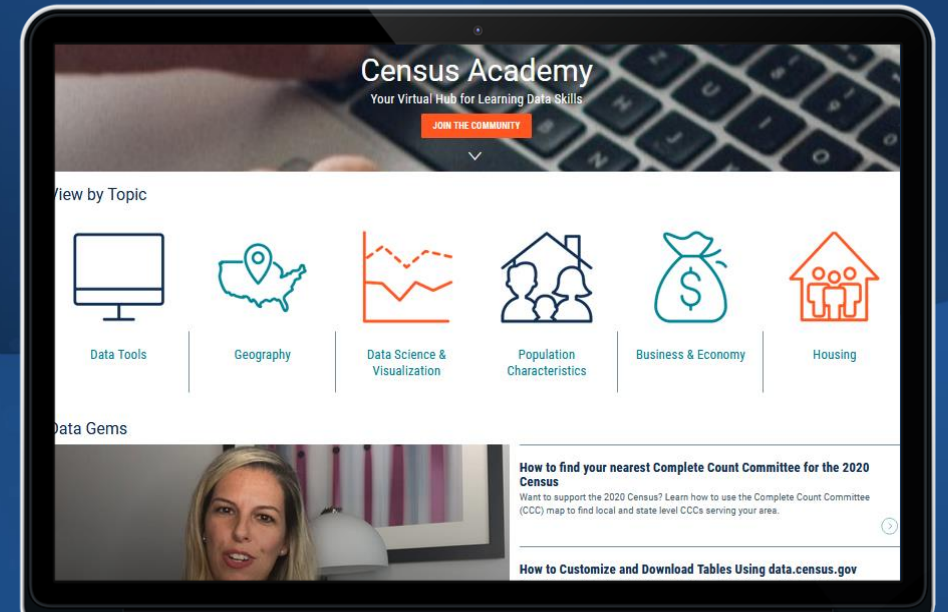 Census Academy
Your Virtual Hub for Learning Data Skills
JOIN THE COMMUNITY
View by Topic
Data Tools
Geography
Data Science &
Visualization
Population
Characteristics
Business & Economy
Housing
Data Gems
How to find your nearest Complete Count Committee for the 2020
Census
Want to support the 2020 Census? Learn how to use the Complete Count Committee
(CCC) map to find local and state level CCCs serving your area.
How to Customize and Download Tables Using data.census.gov